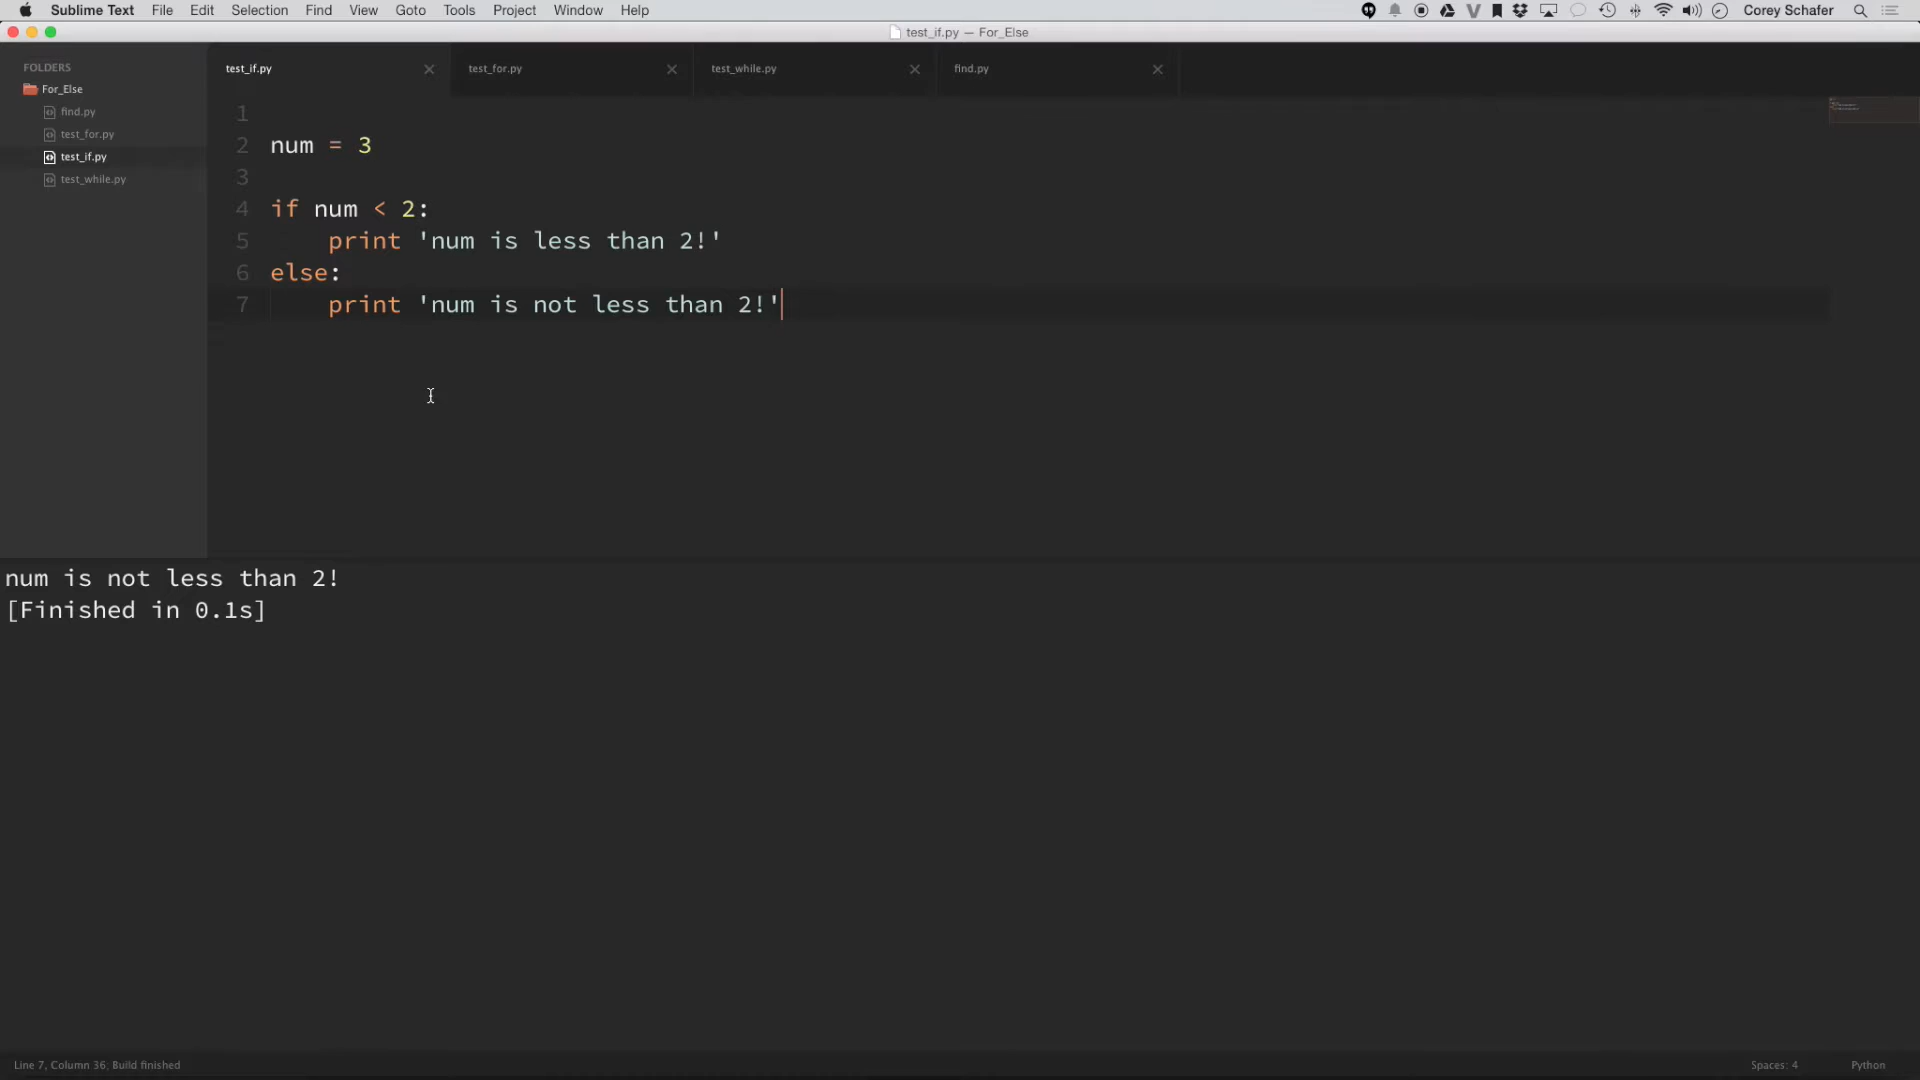 Sublime Text File Edit Selection Find View Goto Tools Project Window Help Corey Schafer
test_if.py — For_Else
FOLDERS
For_Else
find.py
test_for.py
test_if.py
test_while.py
test_if.py test_for.py test_while.py find.py
1
2 num = 3
3
4 if num < 2:
5 print 'num is less than 2!'
6 else:
7 print 'num is not less than 2!'
num is not less than 2!
[Finished in 0.1s]
Line 7, Column 36; Build finished Spaces: 4 Python